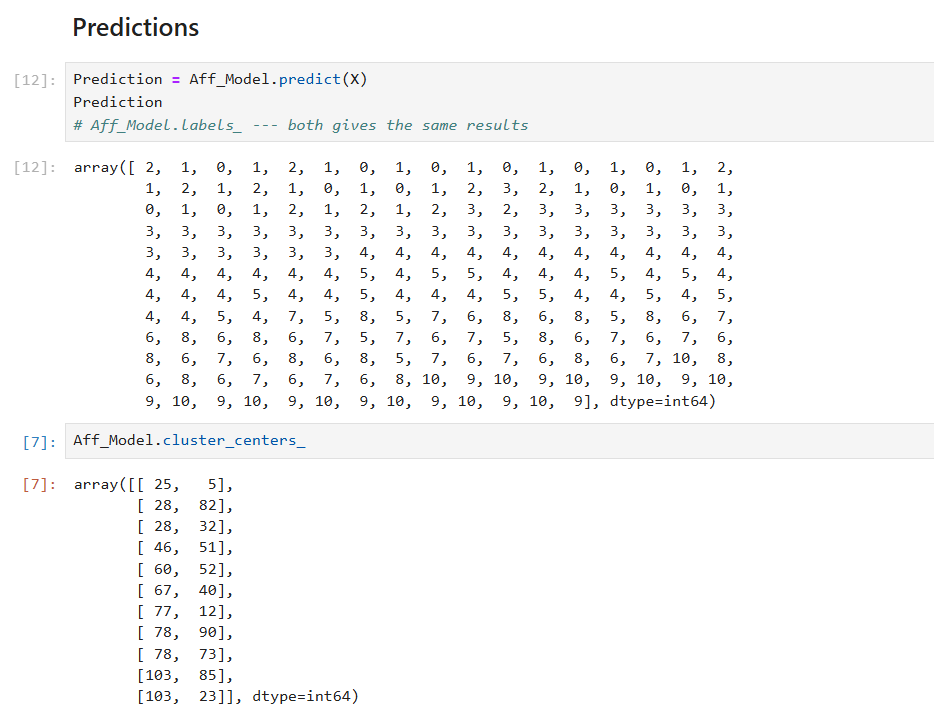 Predictions
[12]: Prediction = Aff_Model.predict(X)
Prediction
# Aff_Model.labels_ --- both gives the same results
[12]: array([ 2, 1, 0, 1, 2, 1, 0, 1, 0, 1, 0, 1, 0, 1, 0, 1, 2,
1, 2, 1, 2, 1, 0, 1, 0, 1, 2, 3, 2, 1, 0, 1, 0, 1,
0, 1, 0, 1, 2, 1, 2, 1, 2, 3, 2, 3, 3, 3, 3, 3, 3,
3, 3, 3, 3, 3, 3, 3, 3, 3, 3, 3, 3, 3, 3, 3, 3, 3,
3, 3, 3, 3, 3, 3, 4, 4, 4, 4, 4, 4, 4, 4, 4, 4, 4,
4, 4, 4, 4, 4, 4, 5, 4, 5, 5, 4, 4, 4, 5, 4, 5, 4,
4, 4, 4, 5, 4, 4, 5, 4, 4, 4, 5, 5, 4, 4, 5, 4, 5,
4, 4, 5, 4, 7, 5, 8, 5, 7, 6, 8, 6, 8, 5, 8, 6, 7,
6, 8, 6, 8, 6, 7, 5, 7, 6, 7, 5, 8, 6, 7, 6, 7, 6,
8, 6, 7, 6, 8, 6, 8, 5, 7, 6, 7, 6, 8, 6, 7, 10, 8,
6, 8, 6, 7, 6, 7, 6, 8, 10, 9, 10, 9, 10, 9, 10, 9, 10,
9, 10, 9, 10, 9, 10, 9, 10, 9, 10, 9, 10, 9], dtype=int64)
[7]: Aff_Model.cluster_centers_
[7]: array([[ 25, 5],
[ 28, 82],
[ 28, 32],
[ 46, 51],
[ 60, 52],
[ 67, 40],
[ 77, 12],
[ 78, 90],
[ 78, 73],
[103, 85],
[103, 23]], dtype=int64)